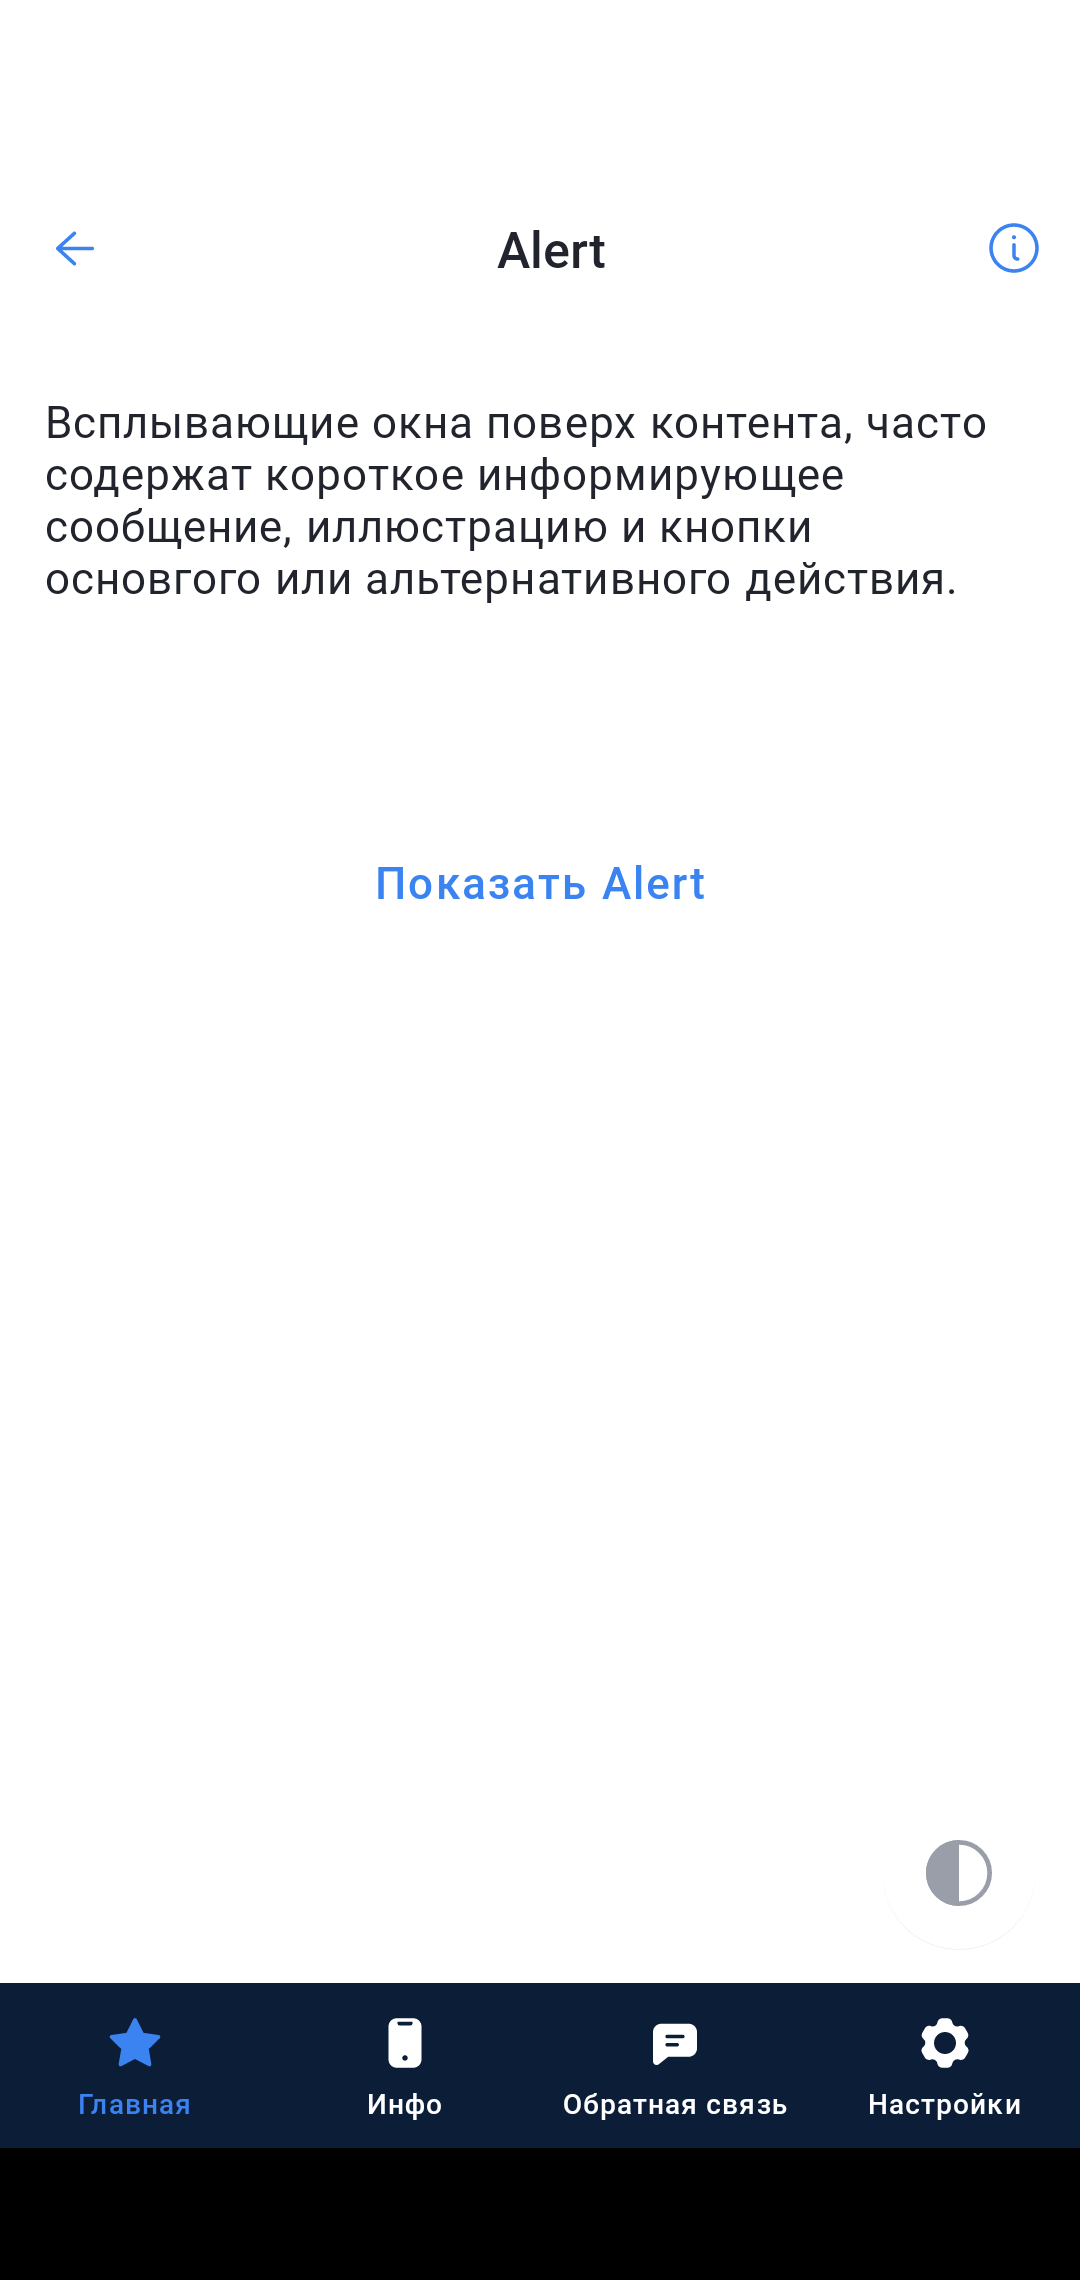 Alert
Всплывающие окна поверх контента, часто
содержат короткое информирующее
сообщение, иллюстрацию и кнопки
основгого или альтернативного действия.
Показать Alert
Главная
Инфо
Обратная связь
Настройки